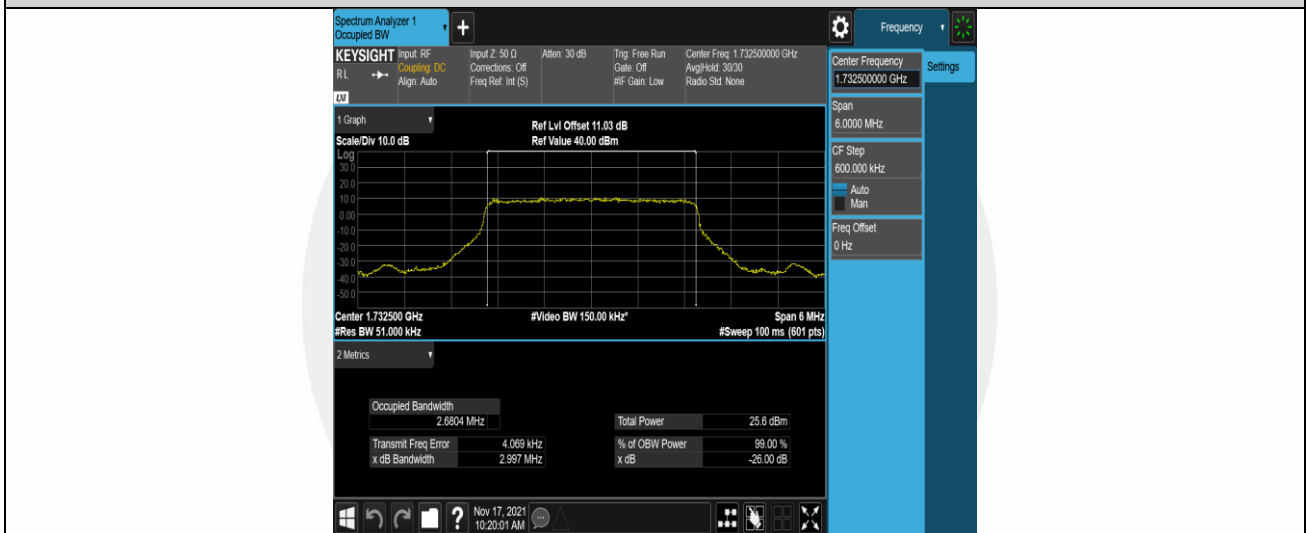 Spectrum Analyzer 1
Occupied BW
+
Frequency
KEYSIGHT
R L
LXI
Input: RF
Coupling: DC
Align: Auto
Input Z: 50 Ω
Corrections: Off
Freq Ref: Int (S)
Atten: 30 dB
Trig: Free Run
Gate: Off
#IF Gain: Low
Center Freq: 1.732500000 GHz
Avg|Hold: 30/30
Radio Std: None
Center Frequency
1.732500000 GHz
Settings
Span
6.0000 MHz
CF Step
600.000 kHz
Auto
Man
Freq Offset
0 Hz
1 Graph
Scale/Div 10.0 dB
Ref Lvl Offset 11.03 dB
Ref Value 40.00 dBm
Log
30.0
20.0
10.0
0.00
-10.0
-20.0
-30.0
-40.0
-50.0
Center 1.732500 GHz
#Video BW 150.00 kHz*
Span 6 MHz
#Res BW 51.000 kHz
#Sweep 100 ms (601 pts)
2 Metrics
Occupied Bandwidth
2.6804 MHz
Total Power 25.6 dBm
Transmit Freq Error 4.069 kHz
% of OBW Power 99.00 %
x dB Bandwidth 2.997 MHz
x dB -26.00 dB
?
Nov 17, 2021
10:20:01 AM